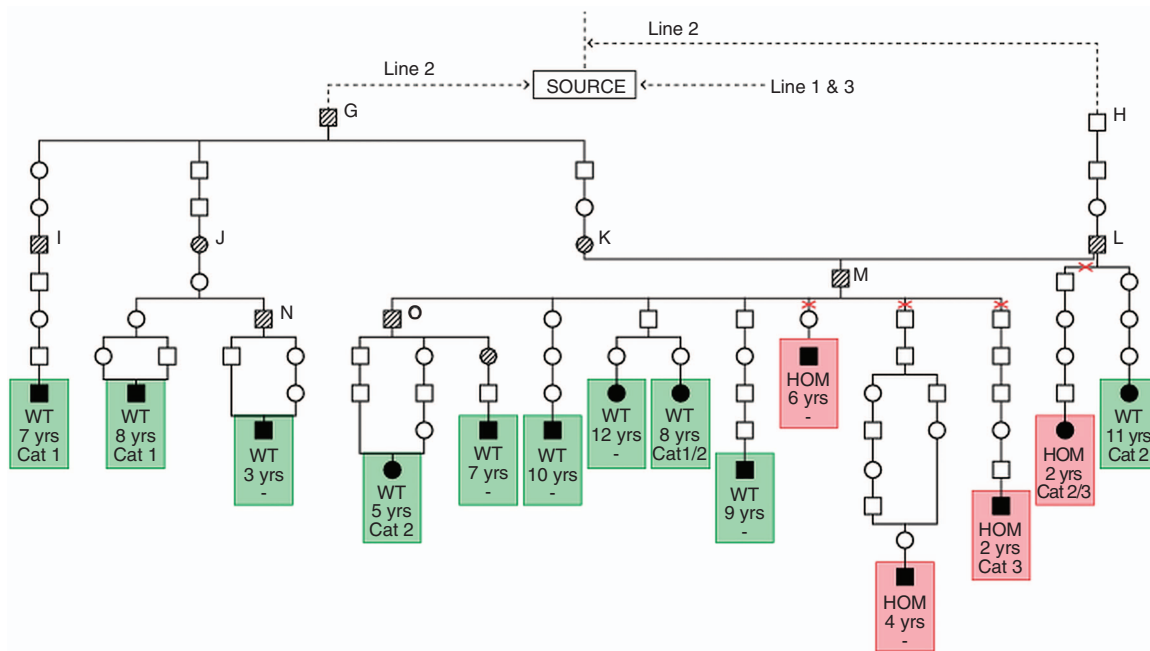 Line 2
Line 2
SOURCE
Line 1 & 3
G
H
I
J
K
L
M
N
O
WT
7 yrs
Cat 1
WT
8 yrs
Cat 1
WT
3 yrs
-
WT
5 yrs
Cat 2
WT
7 yrs
-
WT
10 yrs
-
WT
12 yrs
-
WT
8 yrs
Cat1/2
WT
9 yrs
-
HOM
6 yrs
-
HOM
4 yrs
-
HOM
2 yrs
Cat 3
HOM
2 yrs
Cat 2/3
WT
11 yrs
Cat 2